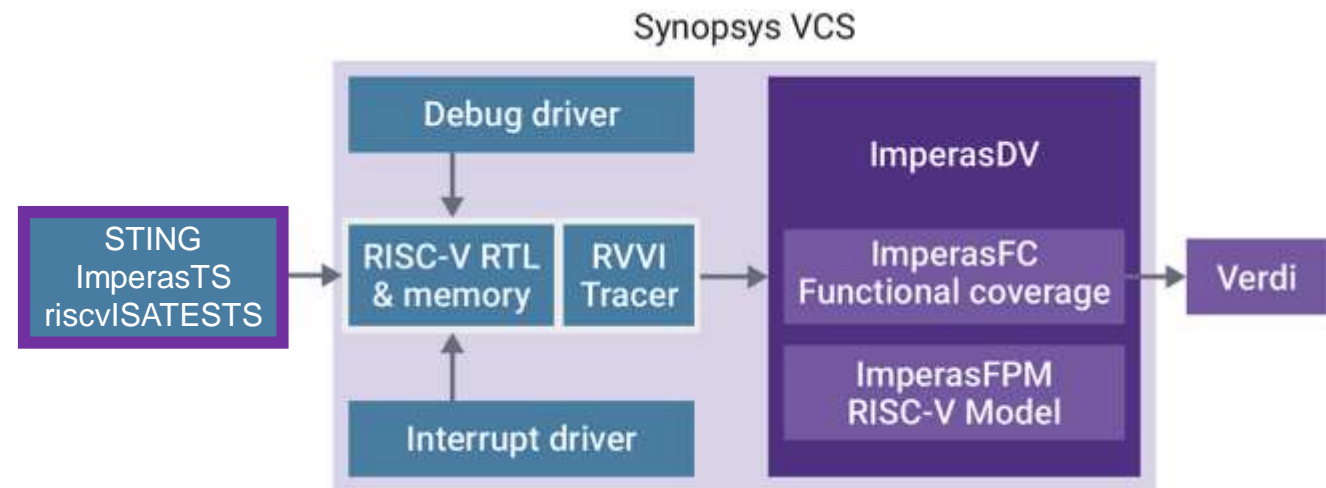 Synopsys VCS
Debug driver
STING
ImperasTS
riscvISATESTS
RISC-V RTL
& memory
RVVI
Tracer
Interrupt driver
ImperasDV
ImperasFC
Functional coverage
ImperasFPM
RISC-V Model
Verdi